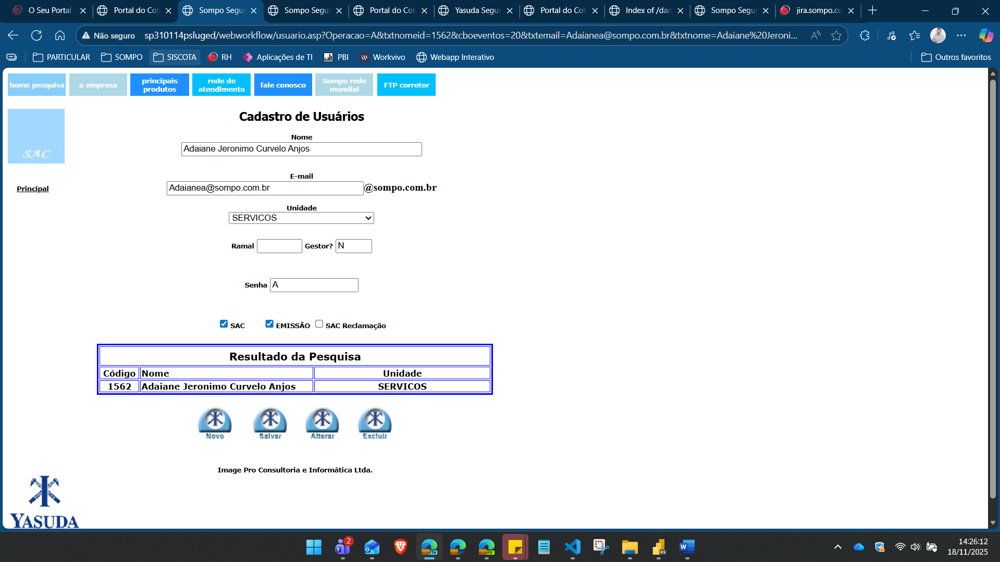 O Seu Portal
Portal do Col
Sompo Segu
Sompo Segu
Portal do Col
Yasuda Segur
Portal do Col
Index of /dad
Sompo Segu
jira.sompo.co
Não seguro
sp310114psluged/webworkflow/usuario.asp?Operacao=A&txtnomeid=1562&cboeventos=20&txtemail=Adaianea@sompo.com.br&txtnome=Adaiane%20Jeroni...
PARTICULAR
SOMPO
SISCOTA
RH
Aplicações de TI
PBI
Workvivo
Webapp Interativo
Outros favoritos
home pesquisa
a empresa
principais
produtos
rede de
atendimento
fale conosco
Sompo rede
mundial
FTP corretor
SAC
Principal
Cadastro de Usuários
Nome
Adaiane Jeronimo Curvelo Anjos
E-mail
Adaianea@sompo.com.br @sompo.com.br
Unidade
SERVICOS
Ramal Gestor? N
Senha A
SAC EMISSÃO SAC Reclamação
Resultado da Pesquisa
Código Nome Unidade
1562 Adaiane Jeronimo Curvelo Anjos SERVICOS
Novo Salvar Alterar Excluir
Image Pro Consultoria e Informática Ltda.
YASUDA
2
BETA
DEV
RS
14:26:12
18/11/2025